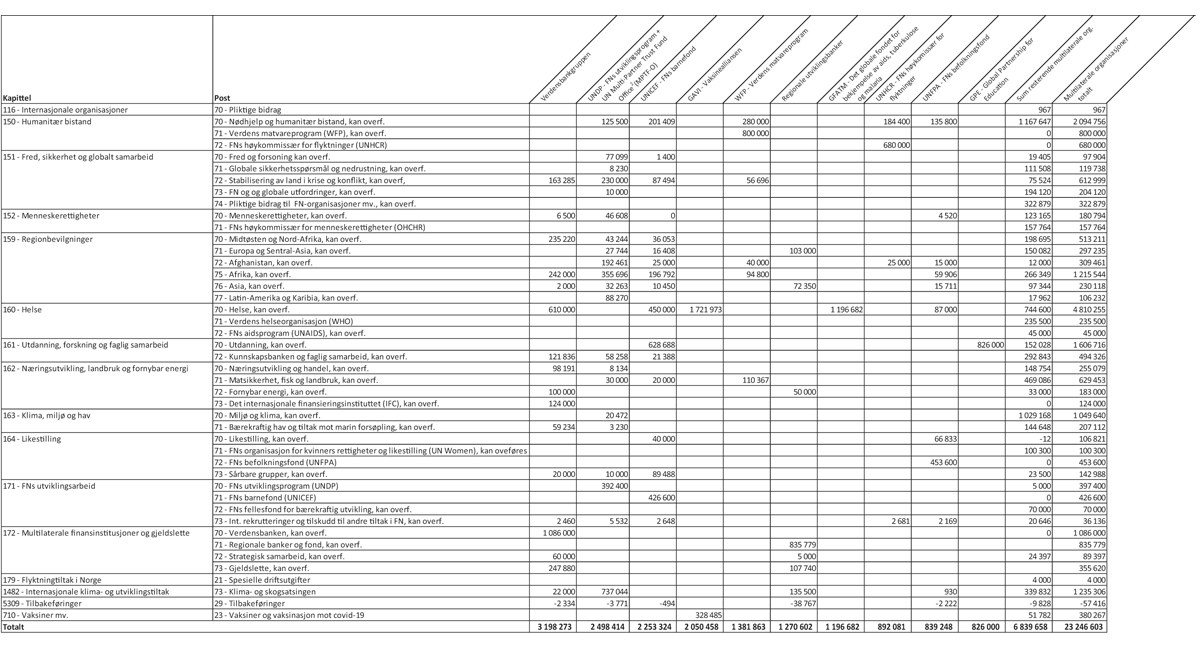 Kapittel Post Verdensbankgruppen UNDP - FNs utviklingsprogram + UN Multi-Partner Trust Fund Office (MPTF-O) UNICEF - FNs barnefond GAVI - Vaksinealliansen WFP - Verdens matvareprogram Regionale utviklingsbanker GFATM - Det globale fondet for bekjempelse av aids, tuberkulose og malaria UNHCR - FNs høykommissær for flyktninger UNFPA - FNs befolkningsfond GPE - Global Partnership for Education Sum resterende multilaterale org. Multilaterale organisasjoner totalt
116 - Internasjonale organisasjoner 70 - Pliktige bidrag 967 967
150 - Humanitær bistand 70 - Nødhjelp og humanitær bistand, kan overf. 125 500 201 409 280 000 184 400 135 800 1 167 647 2 094 756
71 - Verdens matvareprogram (WFP), kan overf. 800 000 0 800 000
72 - FNs høykommissær for flyktninger (UNHCR) 680 000 0 680 000
151 - Fred, sikkerhet og globalt samarbeid 70 - Fred og forsoning kan overf. 77 099 1 400 19 405 97 904
71 - Globale sikkerhetsspørsmål og nedrustning, kan overf. 8 230 111 508 119 738
72 - Stabilisering av land i krise og konflikt, kan overf, 163 285 230 000 87 494 56 696 75 524 612 999
73 - FN og og globale utfordringer, kan overf. 10 000 194 120 204 120
74 - Pliktige bidrag til FN-organisasjoner mv., kan overf. 322 879 322 879
152 - Menneskerettigheter 70 - Menneskerettigheter, kan overf. 6 500 46 608 0 4 520 123 165 180 794
71 - FNs høykommissær for menneskerettigheter (OHCHR) 157 764 157 764
159 - Regionbevilgninger 70 - Midtøsten og Nord-Afrika, kan overf. 235 220 43 244 36 053 198 695 513 211
71 - Europa og Sentral-Asia, kan overf. 27 744 16 408 103 000 150 082 297 235
72 - Afghanistan, kan overf. 192 461 25 000 40 000 25 000 15 000 12 000 309 461
75 - Afrika, kan overf. 242 000 355 696 196 792 94 800 59 906 266 349 1 215 544
76 - Asia, kan overf. 2 000 32 263 10 450 72 350 15 711 97 344 230 118
77 - Latin-Amerika og Karibia, kan overf. 88 270 17 962 106 232
160 - Helse 70 - Helse, kan overf. 610 000 450 000 1 721 973 1 196 682 87 000 744 600 4 810 255
71 - Verdens helseorganisasjon (WHO) 235 500 235 500
72 - FNs aidsprogram (UNAIDS), kan overf. 45 000 45 000
161 - Utdanning, forskning og faglig samarbeid 70 - Utdanning, kan overf. 628 688 826 000 152 028 1 606 716
72 - Kunnskapsbanken og faglig samarbeid, kan overf. 121 836 58 258 21 388 292 843 494 326
162 - Næringsutvikling, landbruk og fornybar energi 70 - Næringsutvikling og handel, kan overf. 98 191 8 134 148 754 255 079
71 - Matsikkerhet, fisk og landbruk, kan overf. 30 000 20 000 110 367 469 086 629 453
72 - Fornybar energi, kan overf. 100 000 50 000 33 000 183 000
73 - Det internasjonale finansieringsinstituttet (IFC), kan overf. 124 000 0 124 000
163 - Klima, miljø og hav 70 - Miljø og klima, kan overf. 20 472 1 029 168 1 049 640
71 - Bærekraftig hav og tiltak mot marin forsøpling, kan overf. 59 234 3 230 144 648 207 112
164 - Likestilling 70 - Likestilling, kan overf. 40 000 66 833 -12 106 821
71 - FNs organisasjon for kvinners rettigheter og likestilling (UN Women), kan oveføres 100 300 100 300
72 - FNs befolkningsfond (UNFPA) 453 600 0 453 600
73 - Sårbare grupper, kan overf. 20 000 10 000 89 488 23 500 142 988
171 - FNs utviklingsarbeid 70 - FNs utviklingsprogram (UNDP) 392 400 5 000 397 400
71 - FNs barnefond (UNICEF) 426 600 0 426 600
72 - FNs fellesfond for bærekraftig utvikling, kan overf. 70 000 70 000
73 - Int. rekrutteringer og tilskudd til andre tiltak i FN, kan overf. 2 460 5 532 2 648 2 681 2 169 20 646 36 136
172 - Multilaterale finansinstitusjoner og gjeldslette 70 - Verdensbanken, kan overf. 1 086 000 0 1 086 000
71 - Regionale banker og fond, kan overf. 835 779 835 779
72 - Strategisk samarbeid, kan overf. 60 000 5 000 24 397 89 397
73 - Gjeldslette, kan overf. 247 880 107 740 355 620
179 - Flyktningtiltak i Norge 21 - Spesielle driftsutgifter 4 000 4 000
1482 - Internasjonale klima- og utviklingstiltak 73 - Klima- og skogsatsingen 22 000 737 044 135 500 930 339 832 1 235 306
5309 - Tilbakeføringer 29 - Tilbakeføringer -2 334 -3 771 -494 -38 767 -2 222 -9 828 -57 416
710 - Vaksiner mv. 23 - Vaksiner og vaksinasjon mot covid-19 328 485 51 782 380 267
Totalt 3 198 273 2 498 414 2 253 324 2 050 458 1 381 863 1 270 602 1 196 682 892 081 839 248 826 000 6 839 658 23 246 603